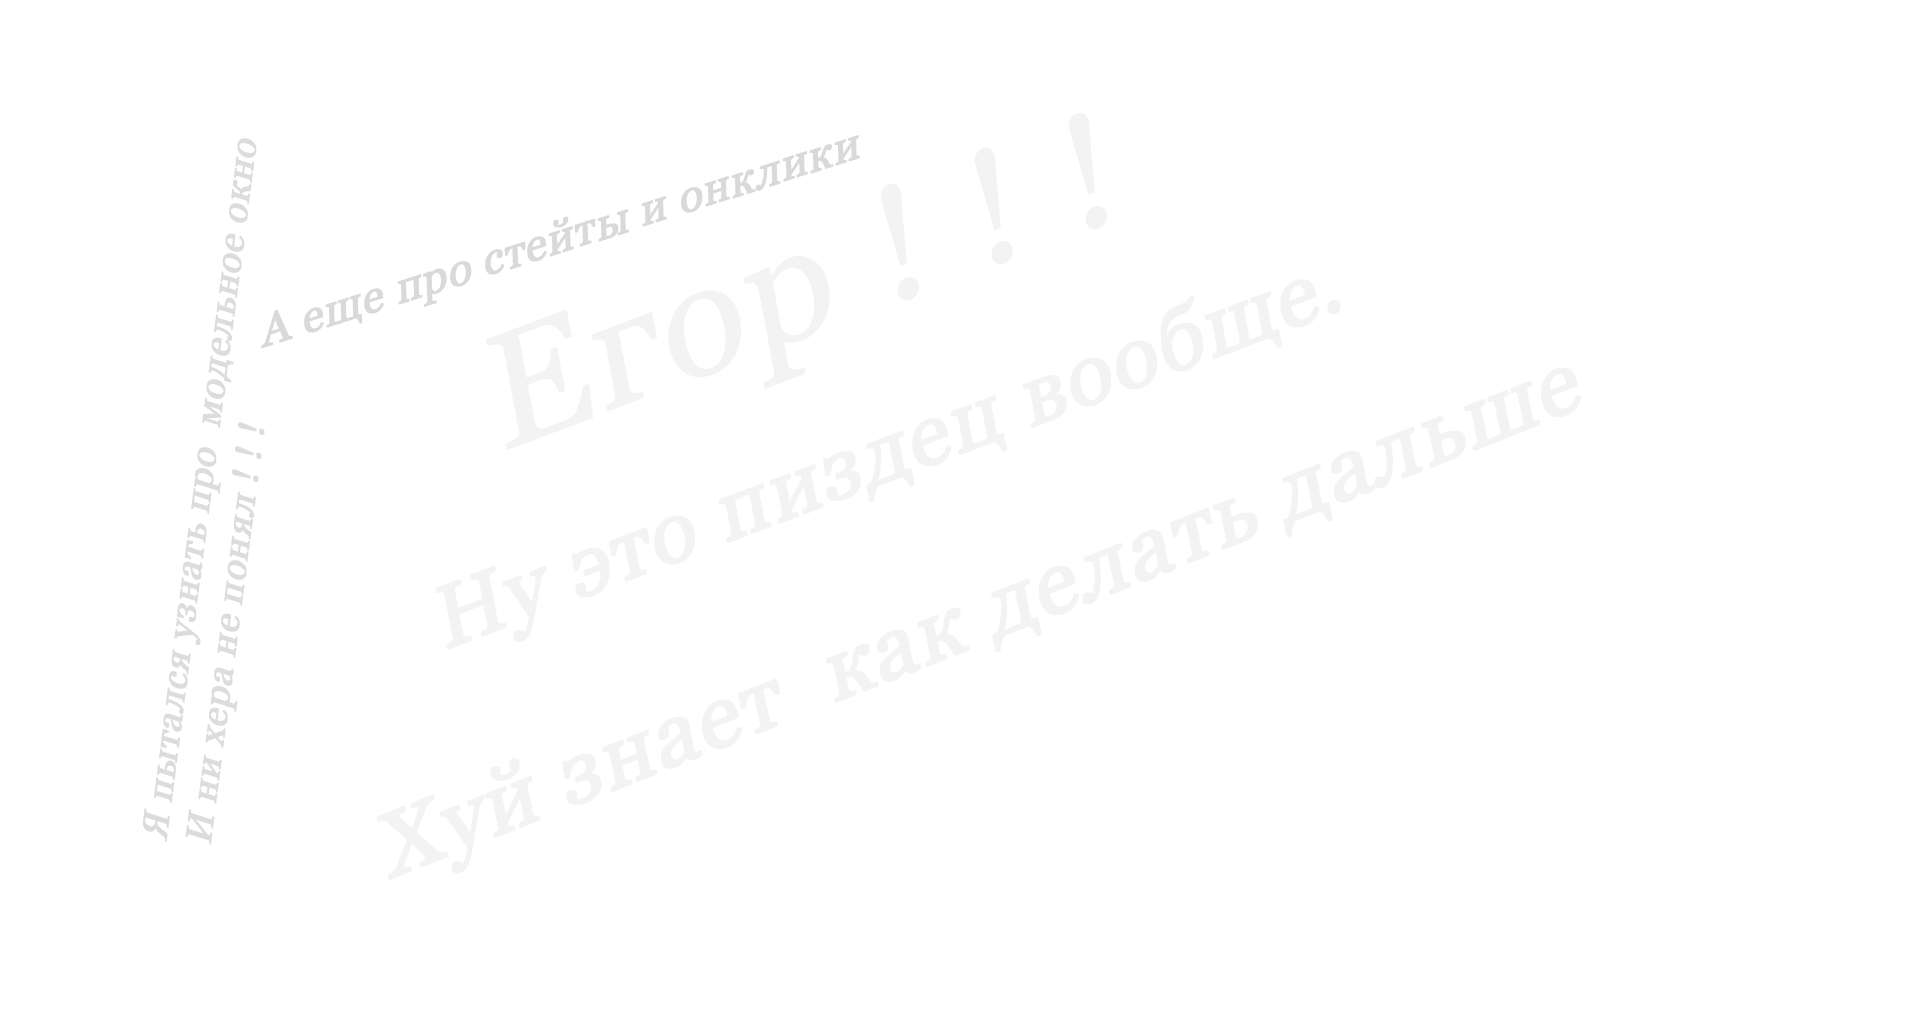 Я пытался узнать про  модельное окно
И ни хера не понял ! ! ! !
А еще про стейты и онклики
Егор ! ! !
Ну это пиздец вообще.
Хуй знает  как делать дальше